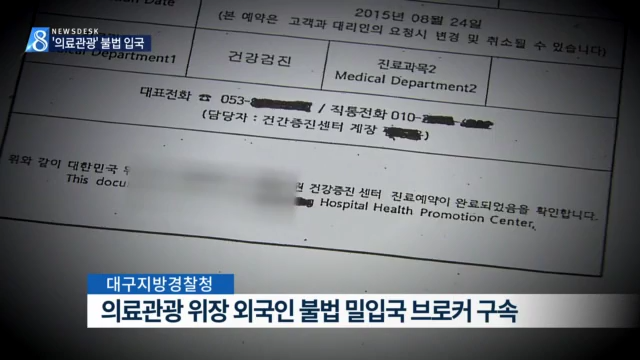 8 NEWSDESK
'의료관광' 불법 입국
Date
2015년 08월 24일
(본 예약은 고객과 대리인의 요청시 변경 및 취소될 수 있습니다)
Medical Department1
건강검진
진료과목2
Medical Department2
대표전화 ☎ 053- / 직통전화 010-
(담당자 : 건간증진센터 계장
위와 같이 대한민국
원 건강증진 센터 진료예약이 완료되었음을 확인합니다.
This
Hospital Health Promotion Center.
대구지방경찰청
의료관광 위장 외국인 불법 밀입국 브로커 구속